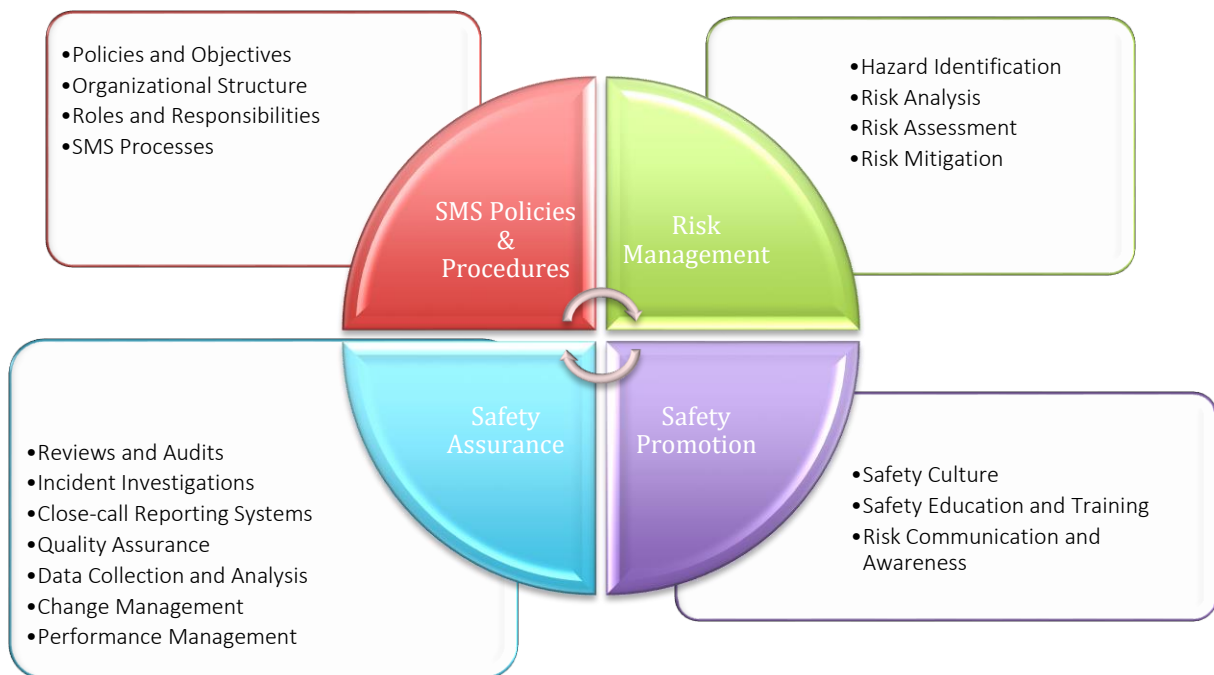 •Policies and Objectives
•Organizational Structure
•Roles and Responsibilities
•SMS Processes
SMS Policies
&
Procedures
Risk
Management
•Hazard Identification
•Risk Analysis
•Risk Assessment
•Risk Mitigation
•Reviews and Audits
•Incident Investigations
•Close-call Reporting Systems
•Quality Assurance
•Data Collection and Analysis
•Change Management
•Performance Management
Safety
Assurance
Safety
Promotion
•Safety Culture
•Safety Education and Training
•Risk Communication and
Awareness